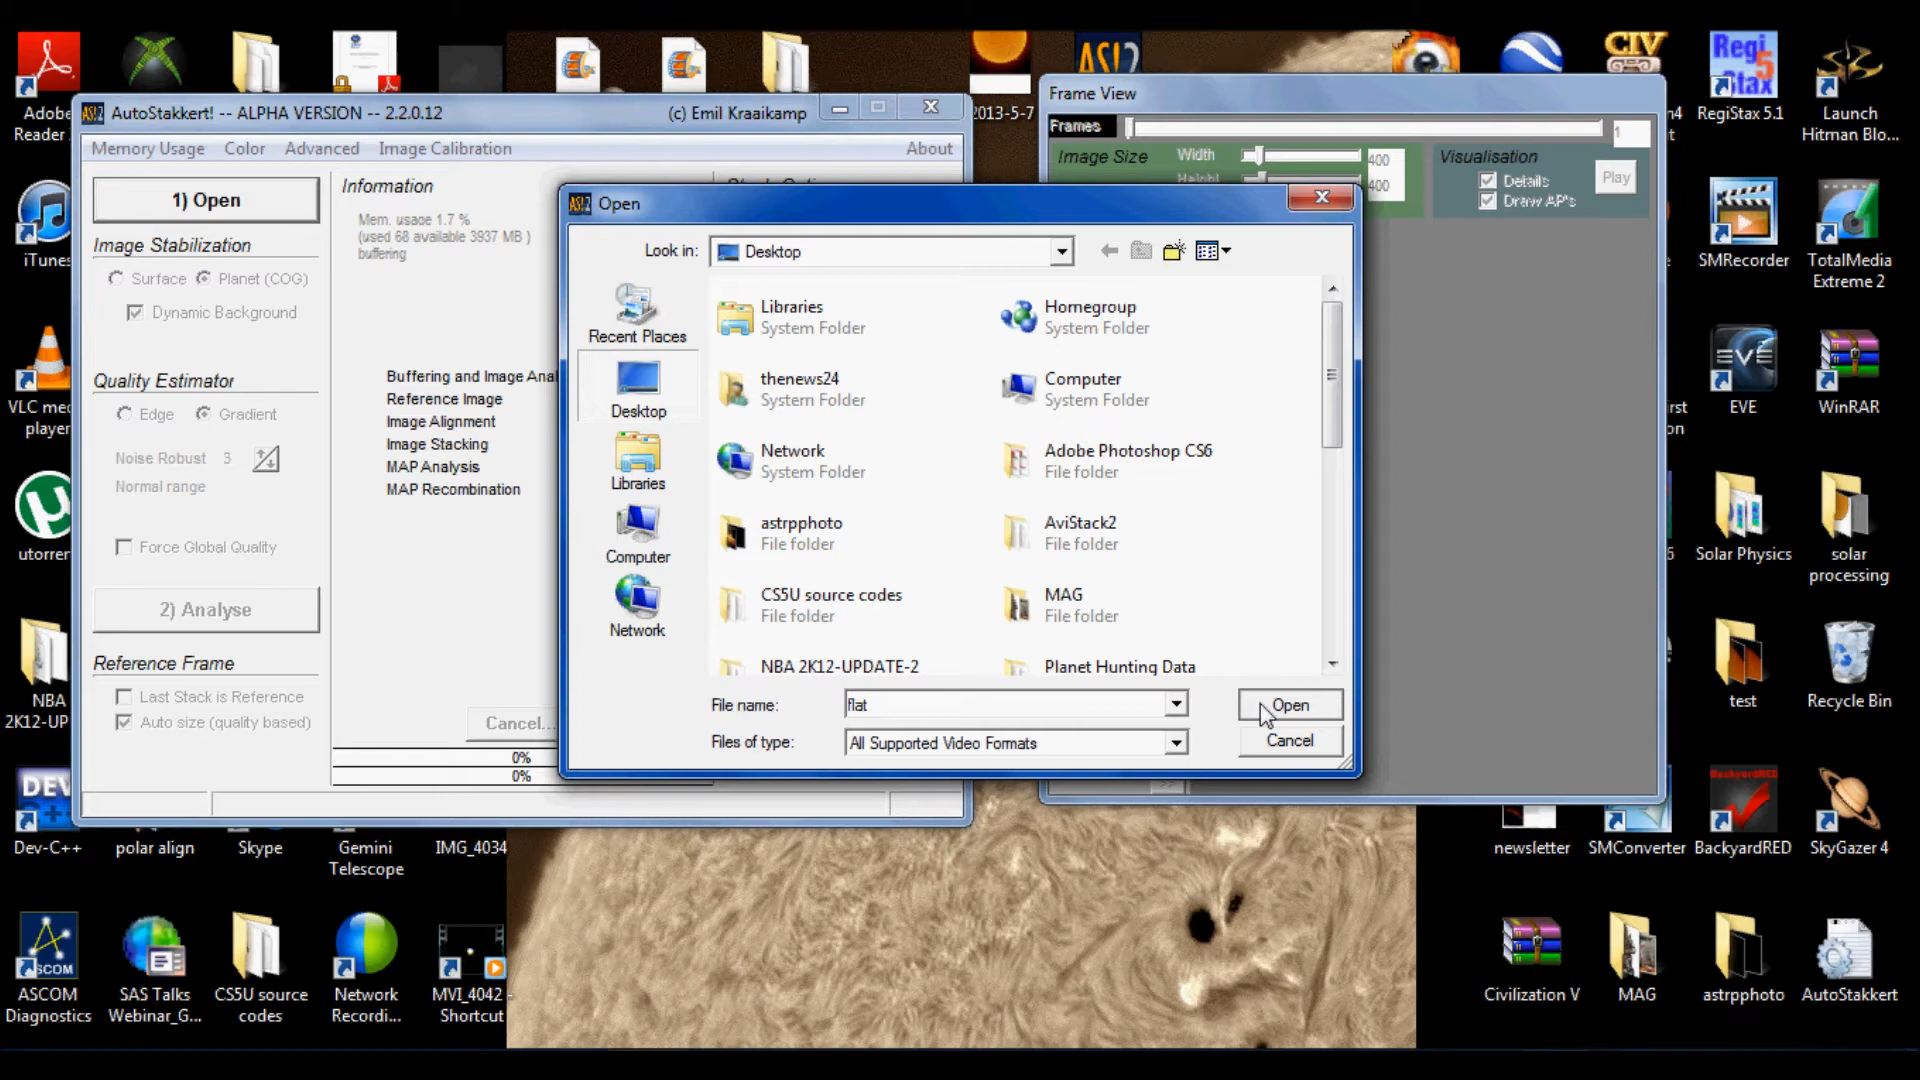 Adobe
Reader
2013-5-7
RegiStax 5.1
Launch
Hitman Blo...
AutoStakkert! -- ALPHA VERSION -- 2.2.0.12
(c) Emil Kraaikamp
Memory Usage
Color
Advanced
Image Calibration
About
1) Open
Image Stabilization
Surface
Planet (COG)
Dynamic Background
Quality Estimator
Edge
Gradient
Noise Robust 3
Normal range
Force Global Quality
2) Analyse
Reference Frame
Last Stack is Reference
Auto size (quality based)
Information
Mem. usage 1.7 %
(used 68 available 3937 MB )
buffering
Buffering and Image Anal
Reference Image
Image Alignment
Image Stacking
MAP Analysis
MAP Recombination
Cancel...
0%
0%
Frame View
Frames
1
Image Size
Width
400
Height
400
Visualisation
Details
Draw AP's
Play
Open
Look in:
Desktop
Recent Places
Desktop
Libraries
Computer
Network
Libraries
System Folder
Homegroup
System Folder
thenews24
System Folder
Computer
System Folder
Network
System Folder
Adobe Photoshop CS6
File folder
astrpphoto
File folder
AviStack2
File folder
CS5U source codes
File folder
MAG
File folder
NBA 2K12-UPDATE-2
Planet Hunting Data
File name:
flat
Open
Files of type:
All Supported Video Formats
Cancel
iTunes
SMRecorder
TotalMedia
Extreme 2
VLC med
player
EVE
WinRAR
utorren
Solar Physics
solar
processing
NBA
2K12-UP
test
Recycle Bin
Dev-C++
polar align
Skype
Gemini
Telescope
IMG_4034
newsletter
SMConverter
BackyardRED
SkyGazer 4
ASCOM
Diagnostics
SAS Talks
Webinar_G...
CS5U source
codes
Network
Recordi...
MVI_4042 -
Shortcut
Civilization V
MAG
astrpphoto
AutoStakkert